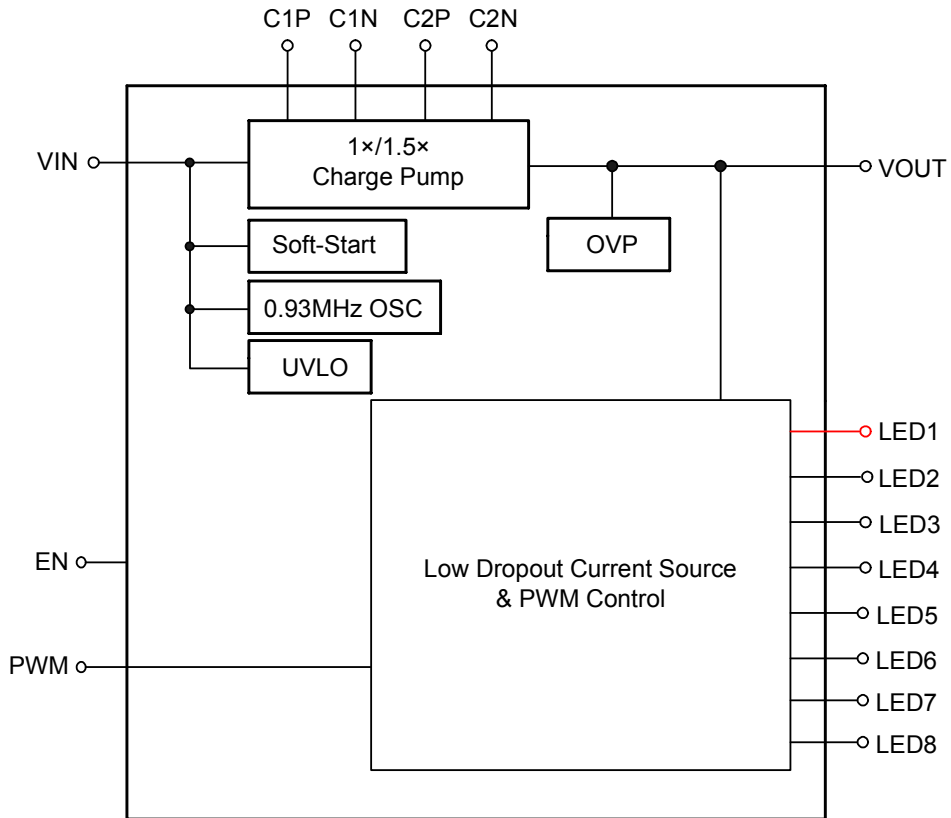 C1P C1N C2P C2N
1×/1.5×
Charge Pump
VIN
VOUT
Soft-Start
OVP
0.93MHz OSC
UVLO
LED1
LED2
LED3
LED4
LED5
LED6
LED7
LED8
EN
Low Dropout Current Source
& PWM Control
PWM